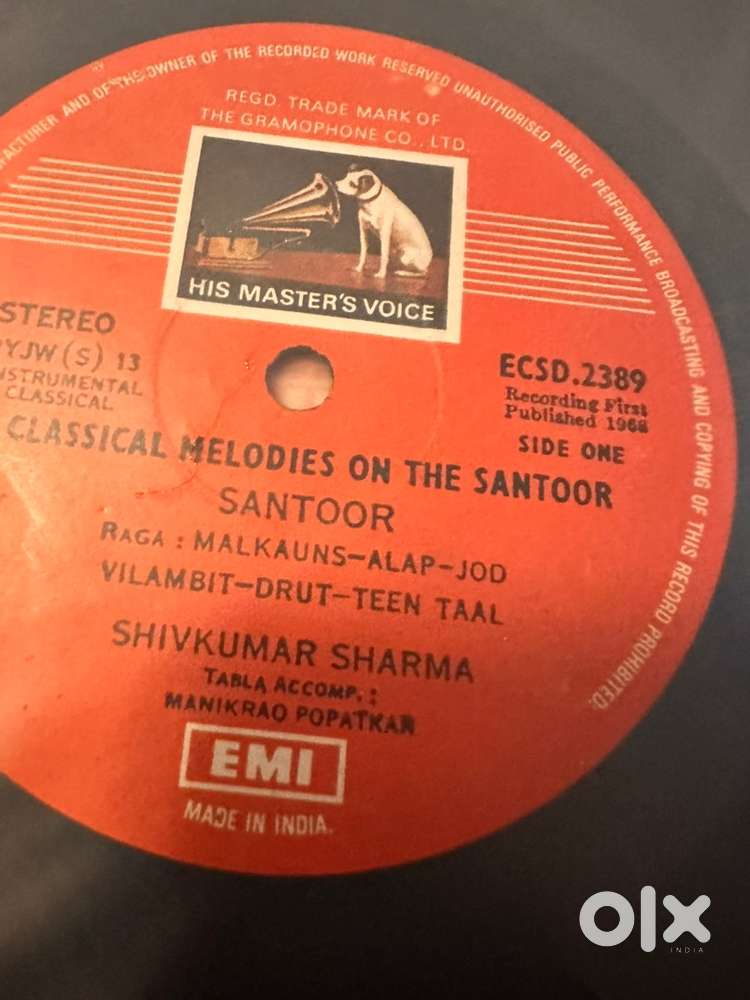 ACTURER AND OF THE OWNER OF THE RECORDED WORK RESERVED UNAUTHORISED PUBLIC PERFORMANCE BROADCASTING AND COPYING OF THIS RECORD PROHIBITED.
REGD. TRADE MARK OF
THE GRAMOPHONE CO., LTD.
HIS MASTER'S VOICE
STEREO
YJW (S) 13
INSTRUMENTAL
CLASSICAL
ECSD.2389
Recording First
Published 1968
SIDE ONE
CLASSICAL MELODIES ON THE SANTOOR
SANTOOR
RAGA : MALKAUNS-ALAP-JOD
VILAMBIT-DRUT-TEEN TAAL
SHIVKUMAR SHARMA
TABLA ACCOMP. :
MANIKRAO POPATKAR
EMI
MADE IN INDIA.
olx
INDIA